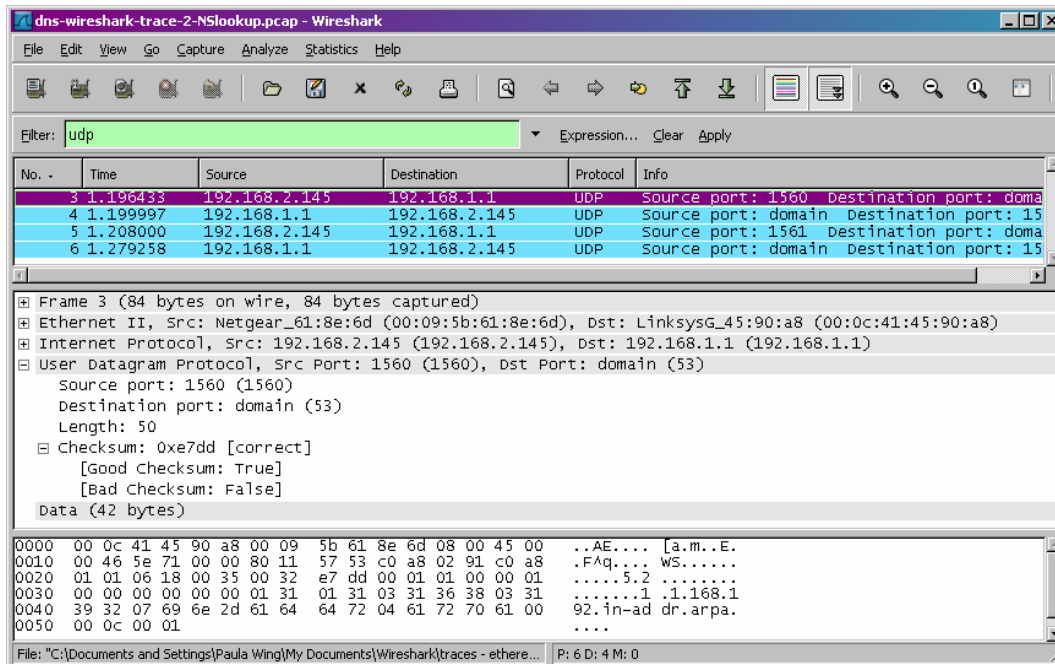 dns-wireshark-trace-2-NSlookup.pcap - Wireshark
File Edit View Go Capture Analyze Statistics Help
Filter: udp Expression... Clear Apply
No. - Time Source Destination Protocol Info
3 1.196433 192.168.2.145 192.168.1.1 UDP Source port: 1560 Destination port: doma
4 1.199997 192.168.1.1 192.168.2.145 UDP Source port: domain Destination port: 15
5 1.208000 192.168.2.145 192.168.1.1 UDP Source port: 1561 Destination port: doma
6 1.279258 192.168.1.1 192.168.2.145 UDP Source port: domain Destination port: 15
Frame 3 (84 bytes on wire, 84 bytes captured)
Ethernet II, Src: Netgear_61:8e:6d (00:09:5b:61:8e:6d), Dst: LinksysG_45:90:a8 (00:0c:41:45:90:a8)
Internet Protocol, Src: 192.168.2.145 (192.168.2.145), Dst: 192.168.1.1 (192.168.1.1)
User Datagram Protocol, Src Port: 1560 (1560), Dst Port: domain (53)
Source port: 1560 (1560)
Destination port: domain (53)
Length: 50
Checksum: 0xe7dd [correct]
[Good Checksum: True]
[Bad Checksum: False]
Data (42 bytes)
0000 00 0c 41 45 90 a8 00 09 5b 61 8e 6d 08 00 45 00 ..AE.... [a.m..E.
0010 00 46 5e 71 00 00 80 11 57 53 c0 a8 02 91 c0 a8 .F^q.... WS......
0020 01 01 06 18 00 35 00 32 e7 dd 00 01 01 00 00 01 .....5.2 ........
0030 00 00 00 00 00 00 01 31 01 31 03 31 36 38 03 31 .......1 .1.168.1
0040 39 32 07 69 6e 2d 61 64 64 72 04 61 72 70 61 00 92.in-ad dr.arpa.
0050 00 0c 00 01 ....
File: "C:\Documents and Settings\Paula Wing\My Documents\Wireshark\traces - ethere... P: 6 D: 4 M: 0